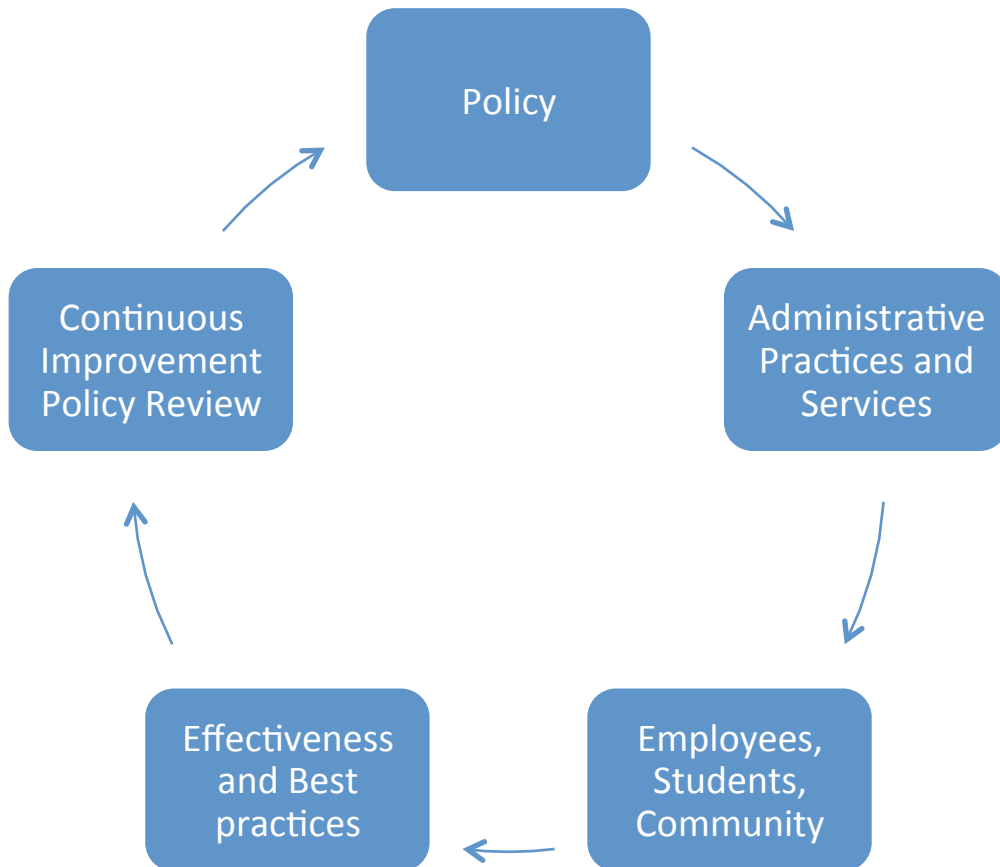 Policy
Administrative
Practices and
Services
Employees,
Students,
Community
Effectiveness
and Best
practices
Continuous
Improvement
Policy Review